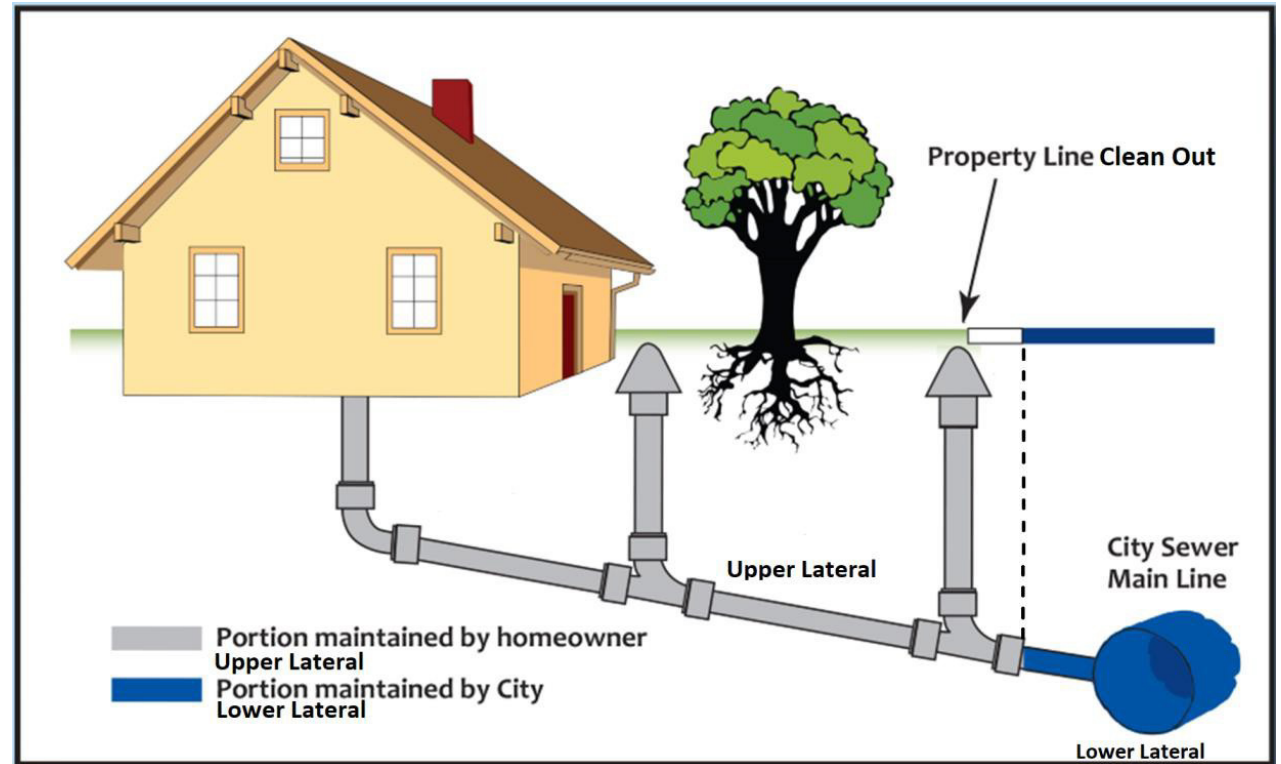 Property Line Clean Out
City Sewer
Main Line
Upper Lateral
Portion maintained by homeowner
Upper Lateral
Portion maintained by City
Lower Lateral
Lower Lateral